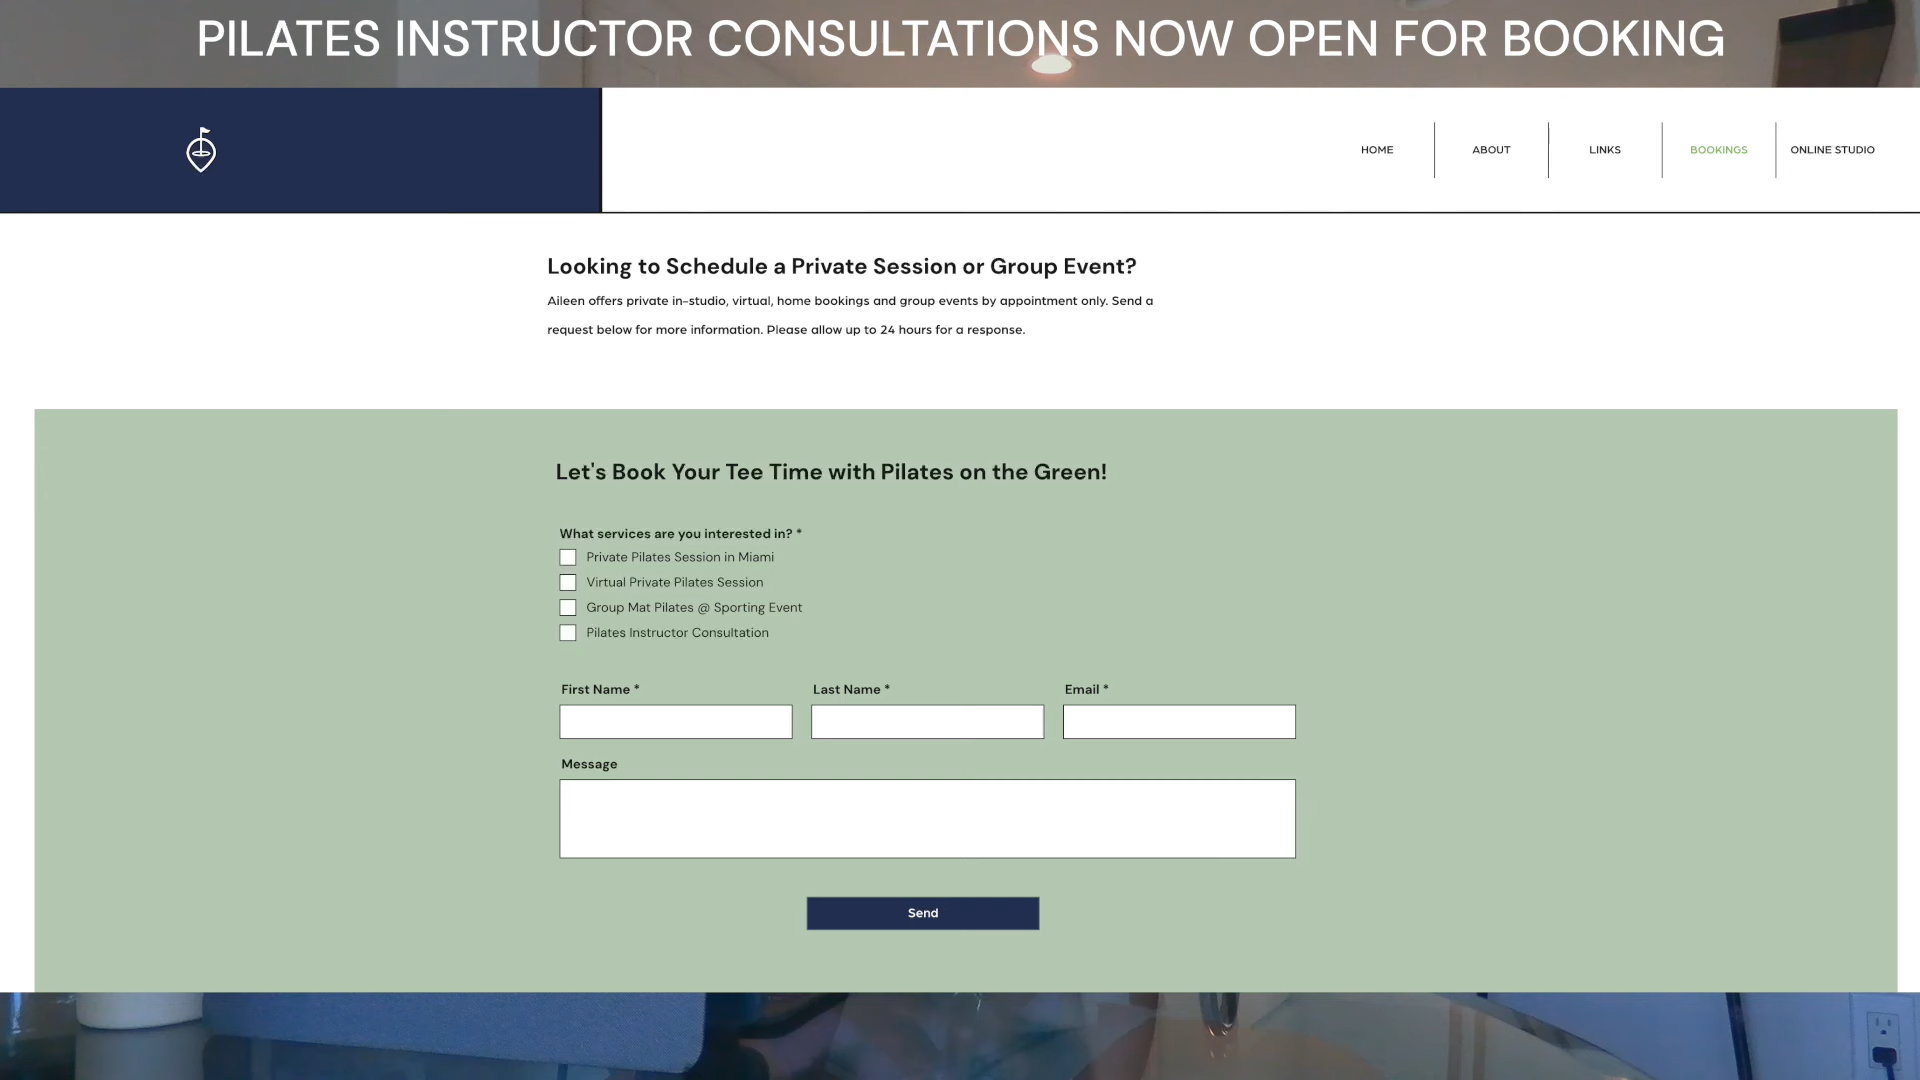 PILATES INSTRUCTOR CONSULTATIONS NOW OPEN FOR BOOKING
HOME
ABOUT
LINKS
BOOKINGS
ONLINE STUDIO
Looking to Schedule a Private Session or Group Event?
Aileen offers private in-studio, virtual, home bookings and group events by appointment only. Send a
request below for more information. Please allow up to 24 hours for a response.
Let's Book Your Tee Time with Pilates on the Green!
What services are you interested in? *
Private Pilates Session in Miami
Virtual Private Pilates Session
Group Mat Pilates @ Sporting Event
Pilates Instructor Consultation
First Name *
Last Name *
Email *
Message
Send